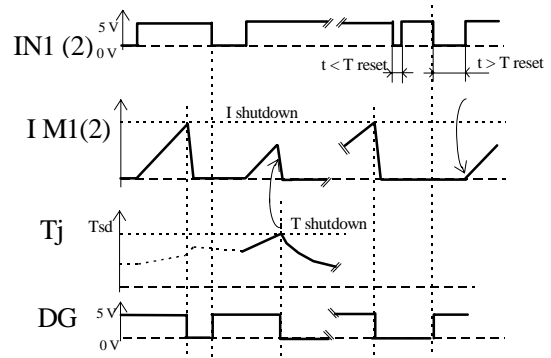 5 V
IN1 (2)
0 V
t < T reset
t > T reset
I shutdown
I M1(2)
Tj
Tsd
T shutdown
DG
5 V
0 V